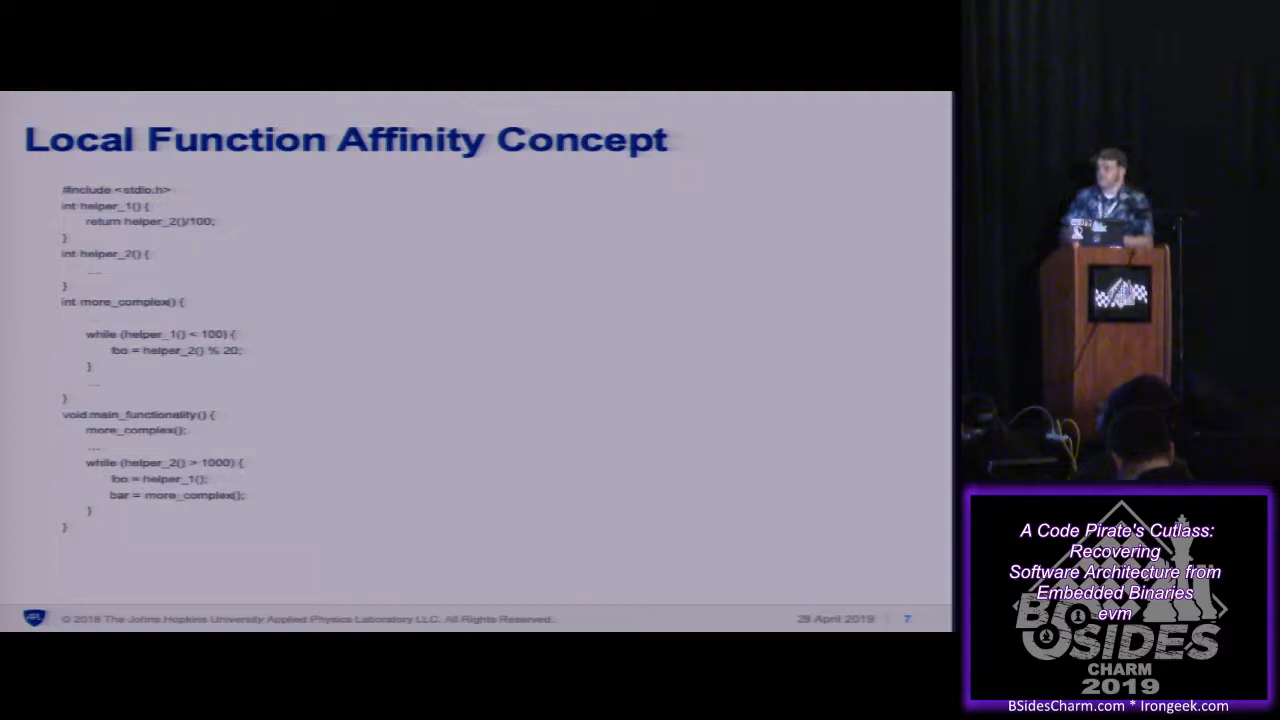 Local Function Affinity Concept
#include <stdio.h>
int helper_1() {
return helper_2()/100;
}
int helper_2() {
....
}
int more_complex() {
while (helper_1() < 100) {
foo = helper_2() % 20;
}
...
}
void main_functionality() {
more_complex();
...
while (helper_2() > 1000) {
foo = helper_1();
bar = more_complex();
}
}
APL
© 2018 The Johns Hopkins University Applied Physics Laboratory LLC. All Rights Reserved.
28 April 2019
7
A Code Pirate's Cutlass:
Recovering
Software Architecture from
Embedded Binaries
evm
BSIDES
CHARM
2019
BSidesCharm.com * Irongeek.com